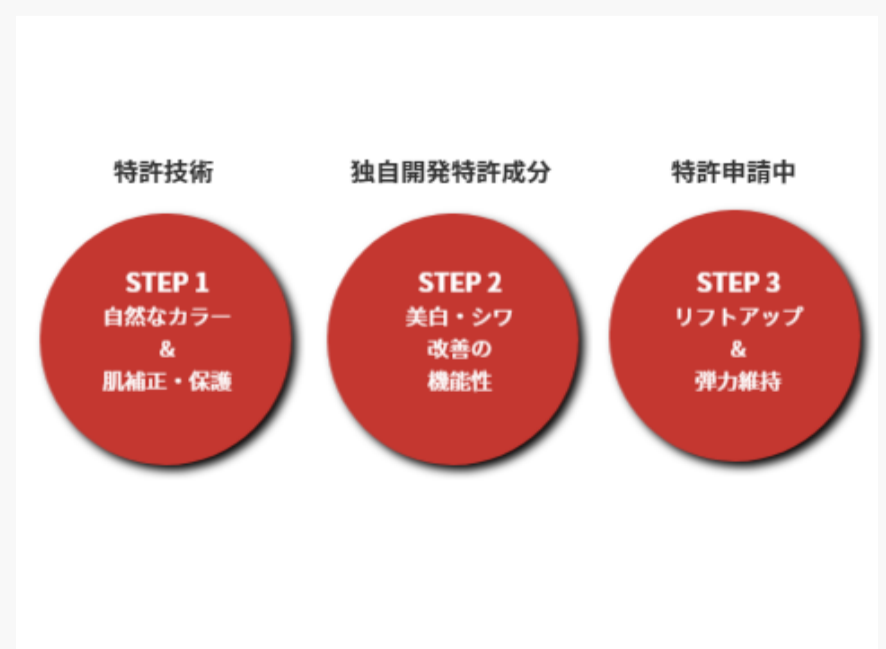 特許技術
STEP 1
自然なカラー
&
肌補正・保護
独自開発特許成分
STEP 2
美白・シワ
改善の
機能性
特許申請中
STEP 3
リフトアップ
&
弾力維持